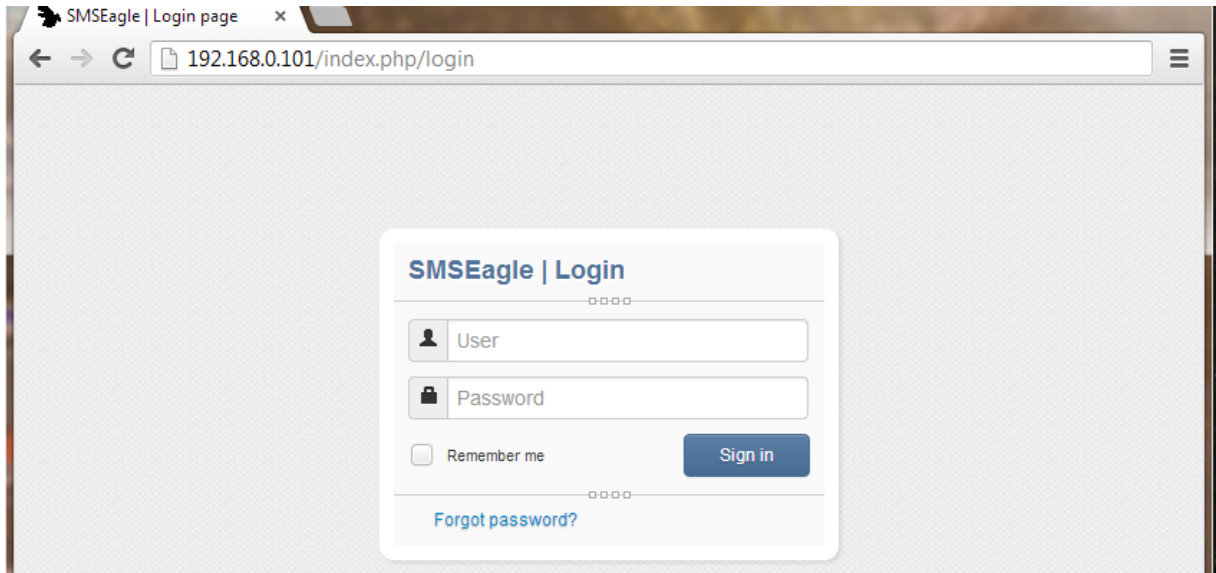 SMSEagle | Login page
192.168.0.101/index.php/login
SMSEagle | Login
User
Password
Remember me
Sign in
Forgot password?